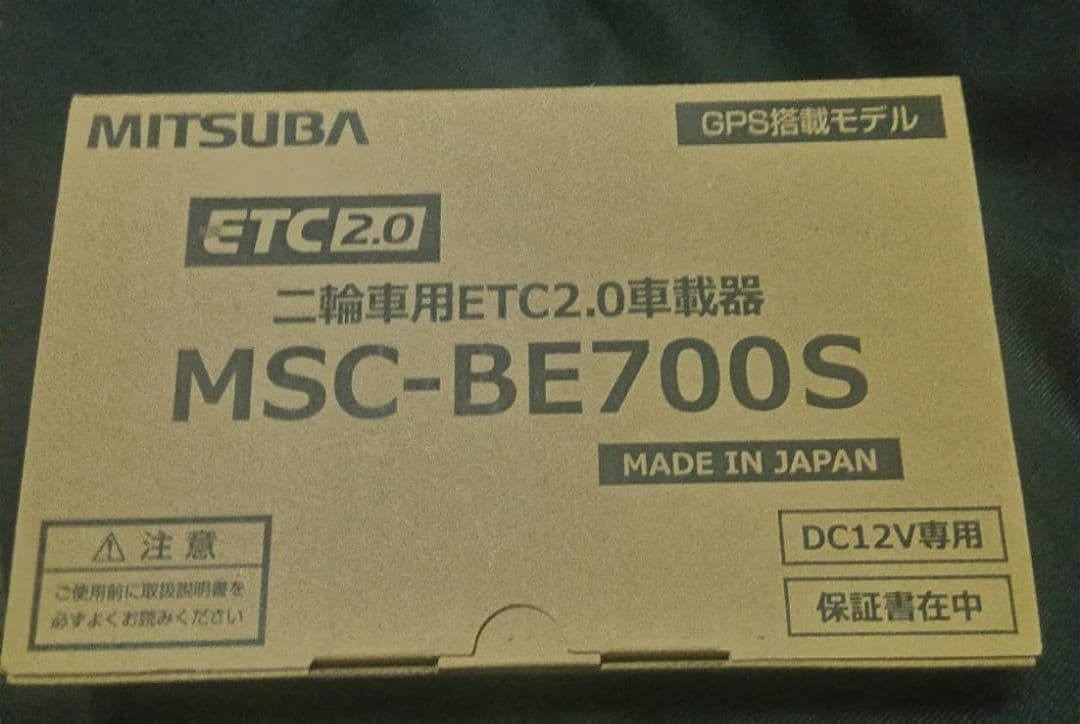 MITSUBA
GPS搭載モデル
ETC2.0
二輪車用ETC2.0車載器
MSC-BE700S
MADE IN JAPAN
⚠ 注意
ご使用前に取扱説明書を
必ずよくお読みください
DC12V専用
保証書在中